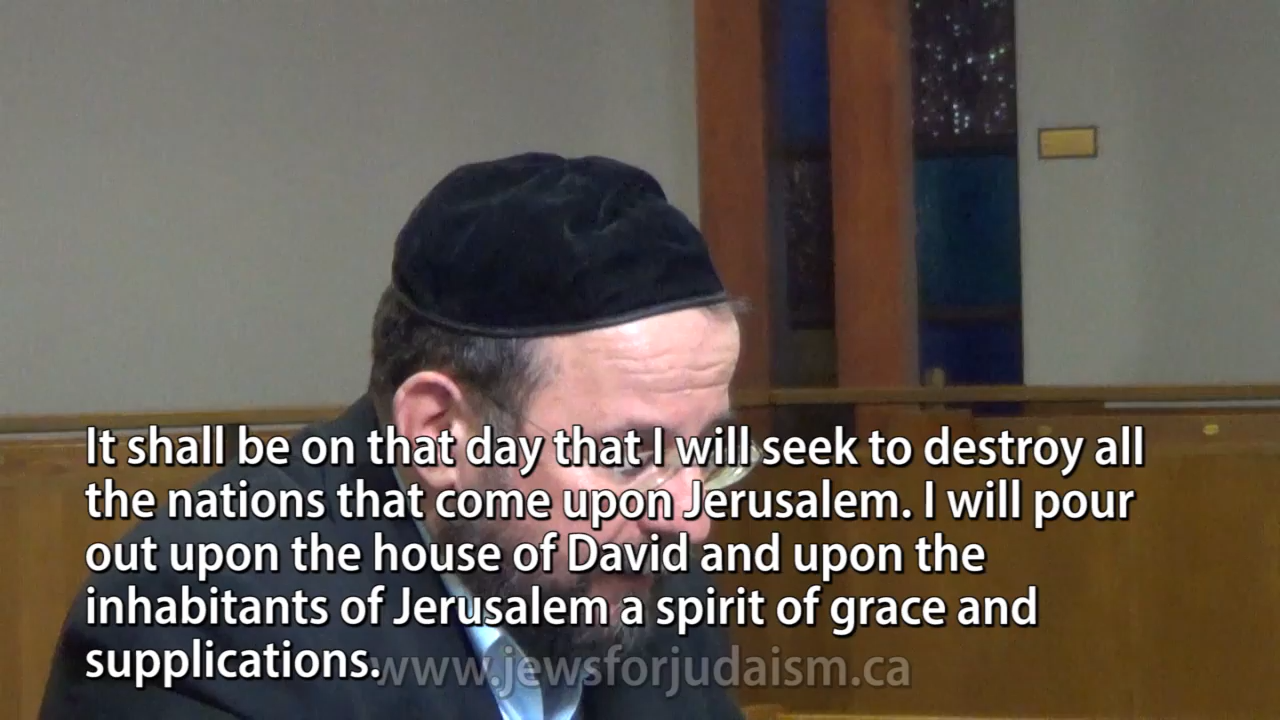 It shall be on that day that I will seek to destroy all
the nations that come upon Jerusalem. I will pour
out upon the house of David and upon the
inhabitants of Jerusalem a spirit of grace and
supplications.
www.jewsforjudaism.ca